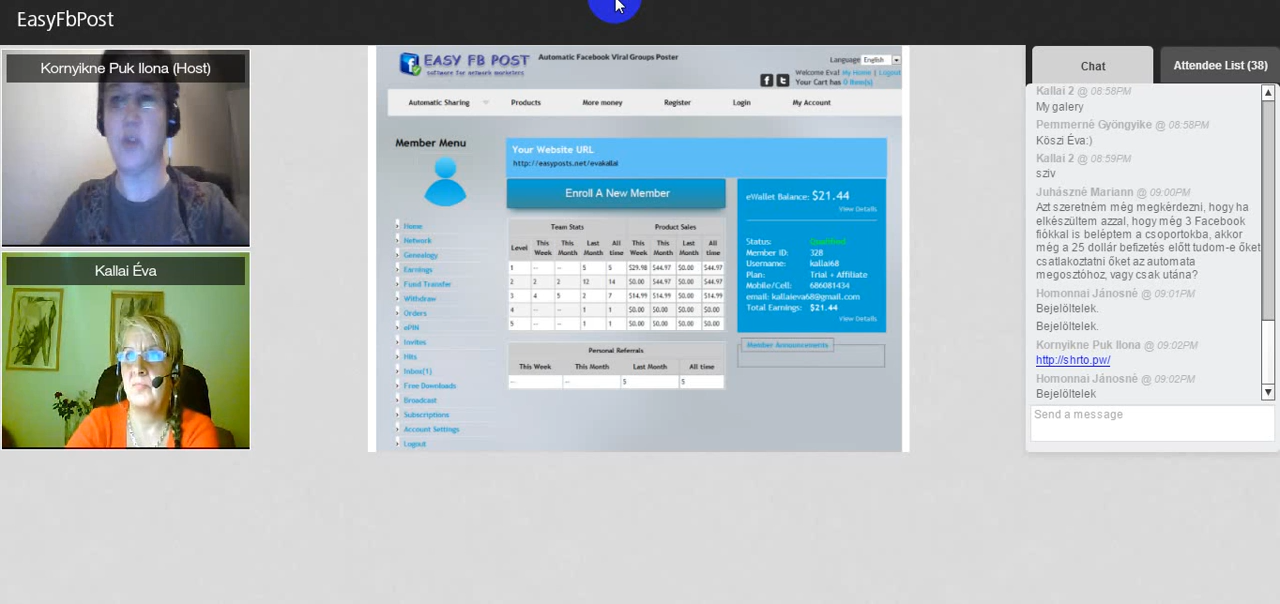 EasyFbPost
Kornyikne Puk Ilona (Host)
Kallai Éva
EASY FB POST
software for network marketers
Automatic Facebook Viral Groups Poster
Language English
Welcome Eva! My Home | Logout
Your Cart has 0 item(s)
Automatic Sharing
Products
More money
Register
Login
My Account
Member Menu
Home
Network
Genealogy
Earnings
Fund Transfer
Withdraw
Orders
ePIN
Invites
Hits
Inbox(1)
Free Downloads
Broadcast
Subscriptions
Account Settings
Logout
Your Website URL
http://easyposts.net/evakallai
Enroll A New Member
Team Stats Product Sales
Level This Week This Month Last Month All time This Week This Month Last Month All time
1 -- -- 5 5 $29.98 $44.97 $0.00 $44.97
2 2 2 12 14 $0.00 $44.97 $0.00 $44.97
3 4 5 2 7 $14.99 $14.99 $0.00 $14.99
4 -- -- 1 1 $0.00 $0.00 $0.00 $0.00
5 -- -- 1 1 $0.00 $0.00 $0.00 $0.00
Personal Referrals
This Week This Month Last Month All time
-- -- 5 5
eWallet Balance: $21.44
View Details
Status: Qualified
Member ID: 328
Username: kallai68
Plan: Trial + Affiliate
Mobile/Cell: 686081434
email: kallaieva68@gmail.com
Total Earnings: $21.44
View Details
Member Announcements
Chat
Attendee List (38)
Kallai 2 @ 08:58PM
My galery
Pemmerné Gyöngyike @ 08:58PM
Köszi Éva:)
Kallai 2 @ 08:59PM
sziv
Juhászné Mariann @ 09:00PM
Azt szeretném még megkérdezni, hogy ha
elkészültem azzal, hogy még 3 Facebook
fiókkal is beléptem a csoportokba, akkor
még a 25 dollár befizetés előtt tudom-e őket
csatlakoztatni őket az automata
megosztóhoz, vagy csak utána?
Homonnai Jánosné @ 09:01PM
Bejelöltelek.
Bejelöltelek.
Kornyikne Puk Ilona @ 09:02PM
http://shrto.pw/
Homonnai Jánosné @ 09:02PM
Bejelöltelek
Send a message